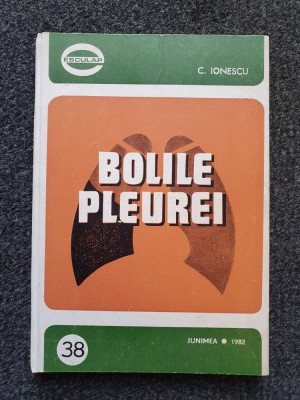 ESCULAP
C. IONESCU
BOLILE
PLEUREI
38
JUNIMEA • 1982